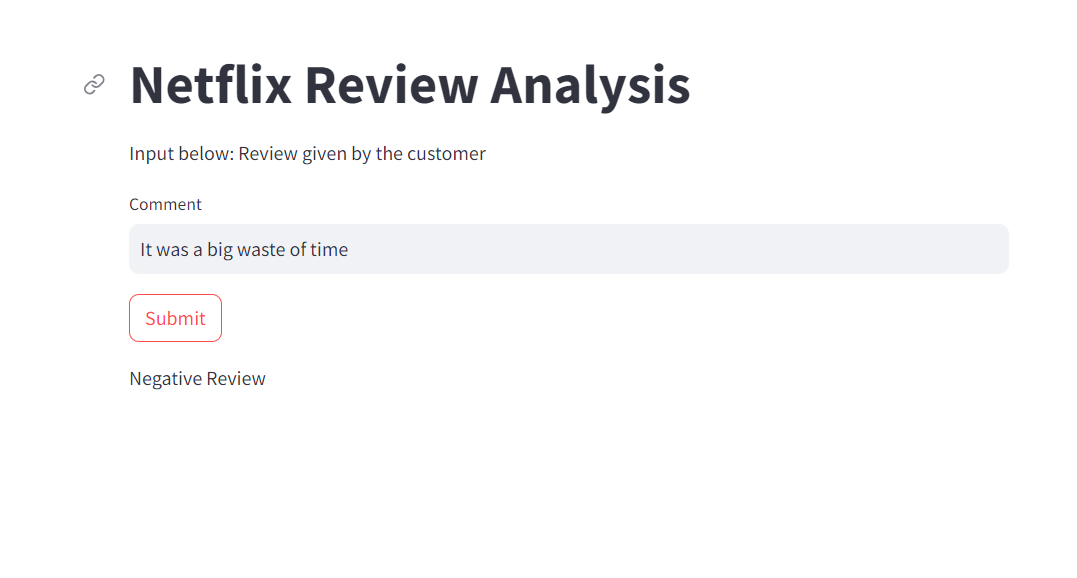 Netflix Review Analysis
Input below: Review given by the customer
Comment
It was a big waste of time
Submit
Negative Review